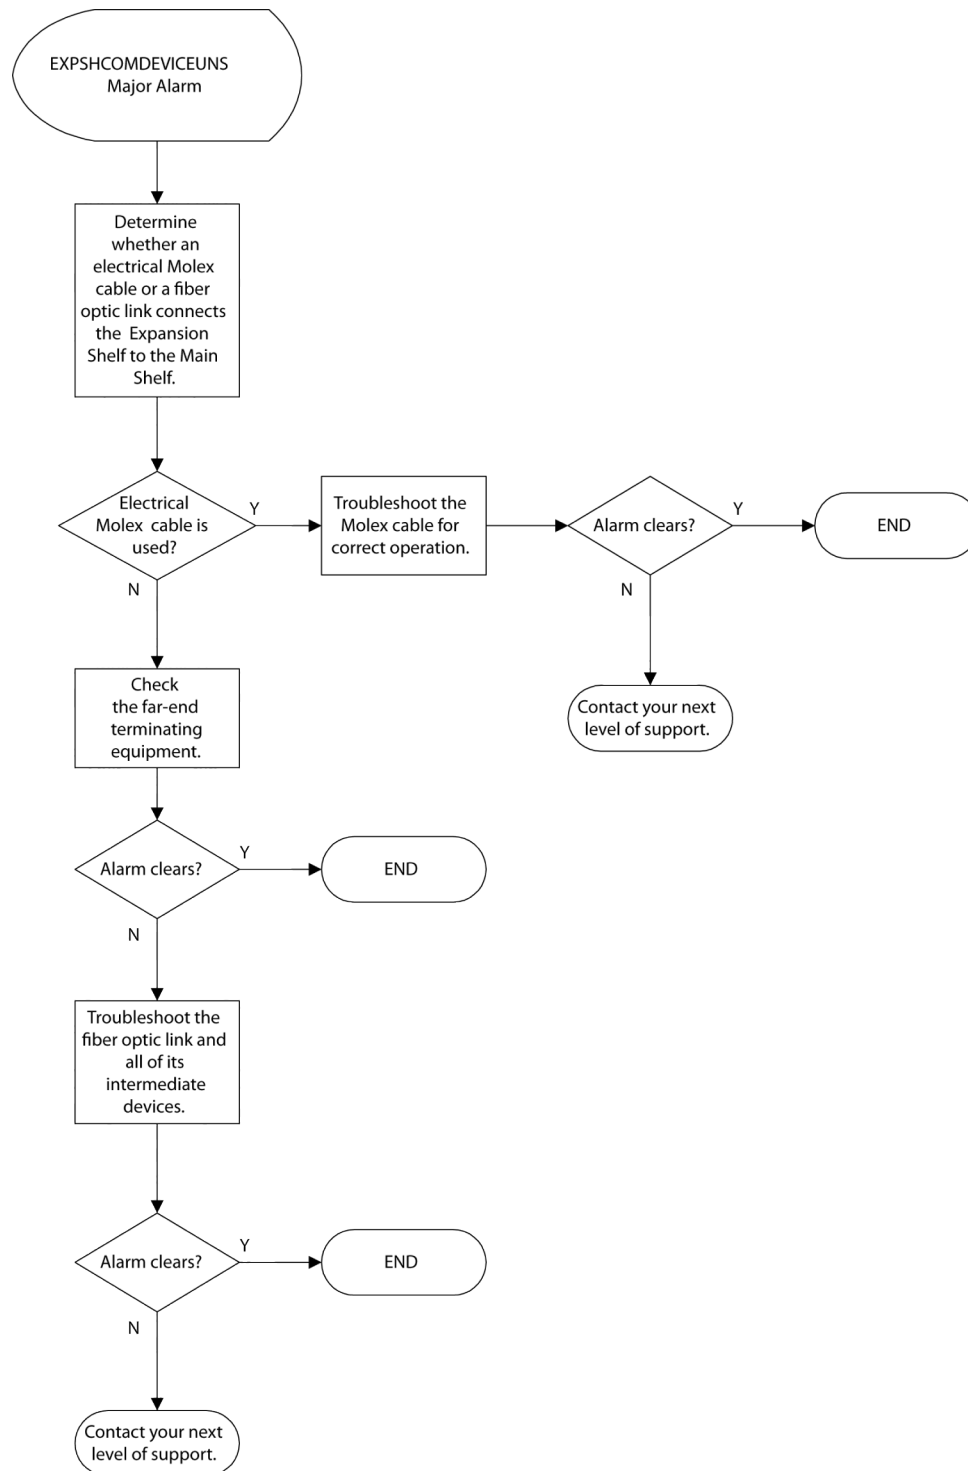 EXPSHCOMDEVICEUNS
Major Alarm
Determine
whether an
electrical Molex
cable or a fiber
optic link connects
the Expansion
Shelf to the Main
Shelf.
Electrical
Molex cable is
used?
Y
Troubleshoot the
Molex cable for
correct operation.
Alarm clears?
Y
END
N
N
Check
the far-end
terminating
equipment.
Contact your next
level of support.
Alarm clears?
Y
END
N
Troubleshoot the
fiber optic link and
all of its
intermediate
devices.
Alarm clears?
Y
END
N
Contact your next
level of support.